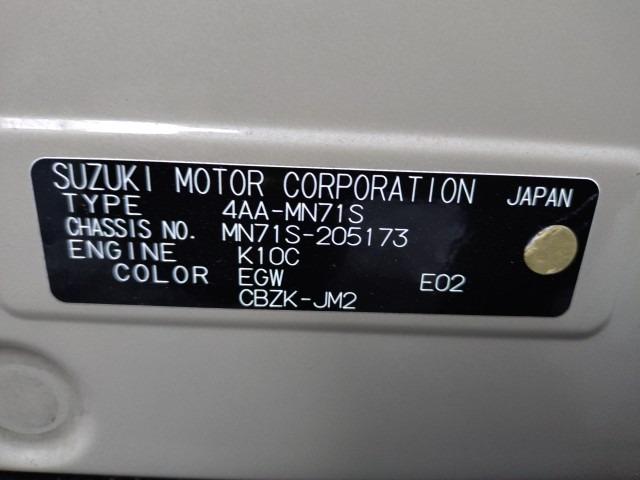 SUZUKI MOTOR CORPORATION JAPAN
TYPE 4AA-MN71S
CHASSIS NO. MN71S-205173
ENGINE K10C
COLOR EGW E02
CBZK-JM2